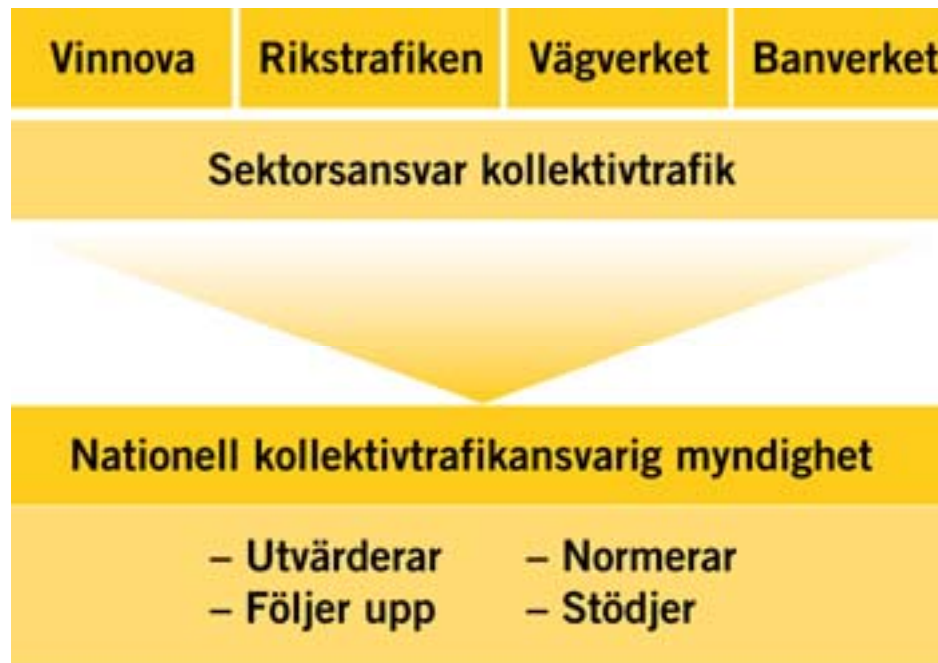 Vinnova Rikstrafiken Vägverket Banverket
Sektorsansvar kollektivtrafik
Nationell kollektivtrafikansvarig myndighet
– Utvärderar – Normerar
– Följer upp – Stödjer